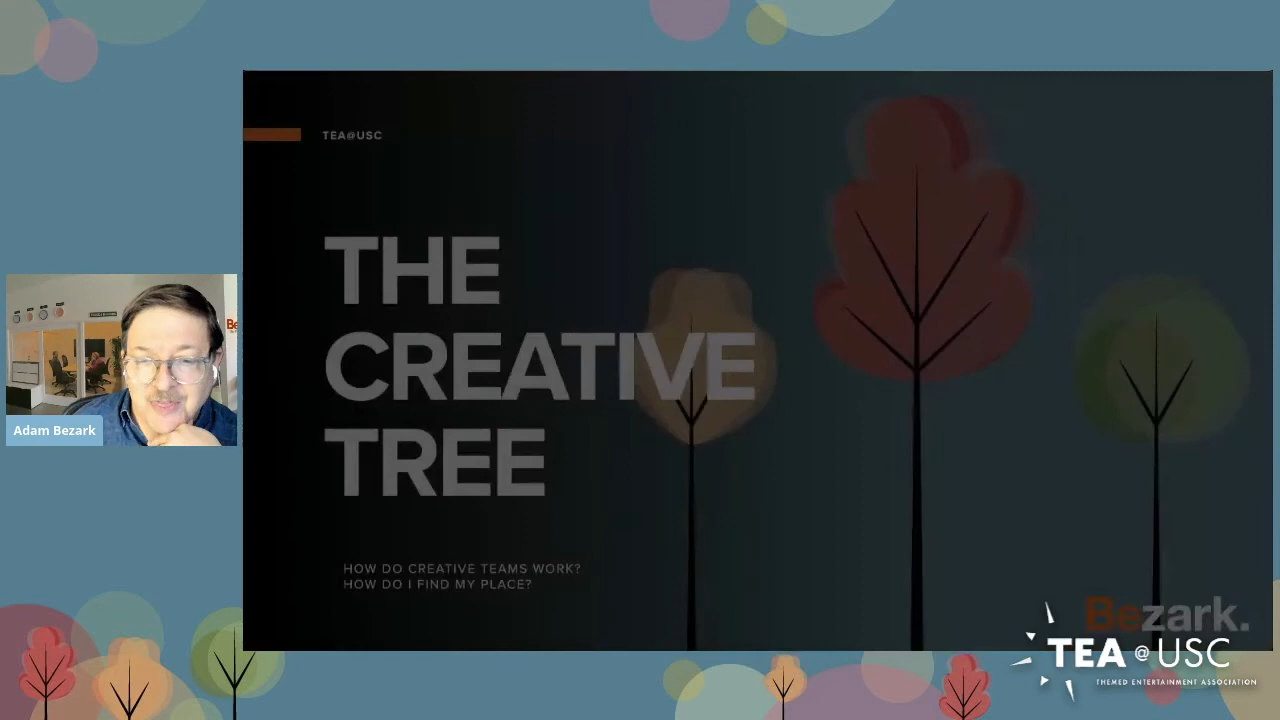 TEA@USC
THE
CREATIVE
TREE
HOW DO CREATIVE TEAMS WORK?
HOW DO I FIND MY PLACE?
Be
Adam Bezark
Bezark.
TEA @ USC
THEMED ENTERTAINMENT ASSOCIATION